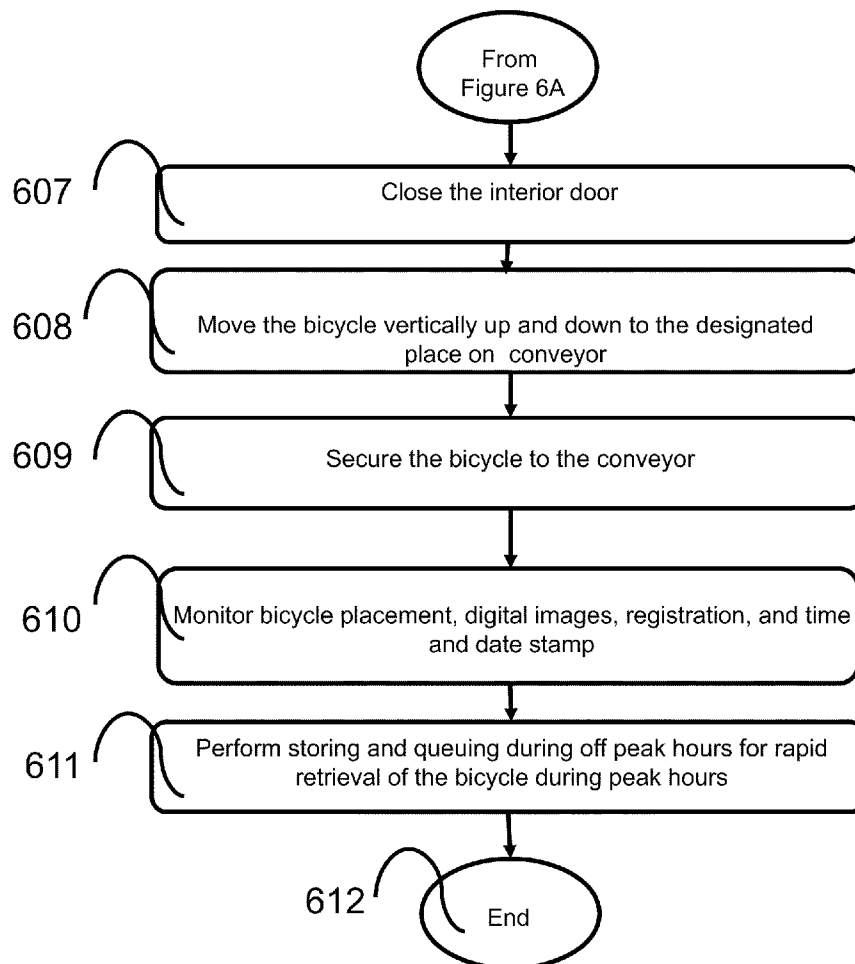 From
Figure 6A
607
Close the interior door
608
Move the bicycle vertically up and down to the designated
place on conveyor
609
Secure the bicycle to the conveyor
610
Monitor bicycle placement, digital images, registration, and time
and date stamp
611
Perform storing and queuing during off peak hours for rapid
retrieval of the bicycle during peak hours
612
End